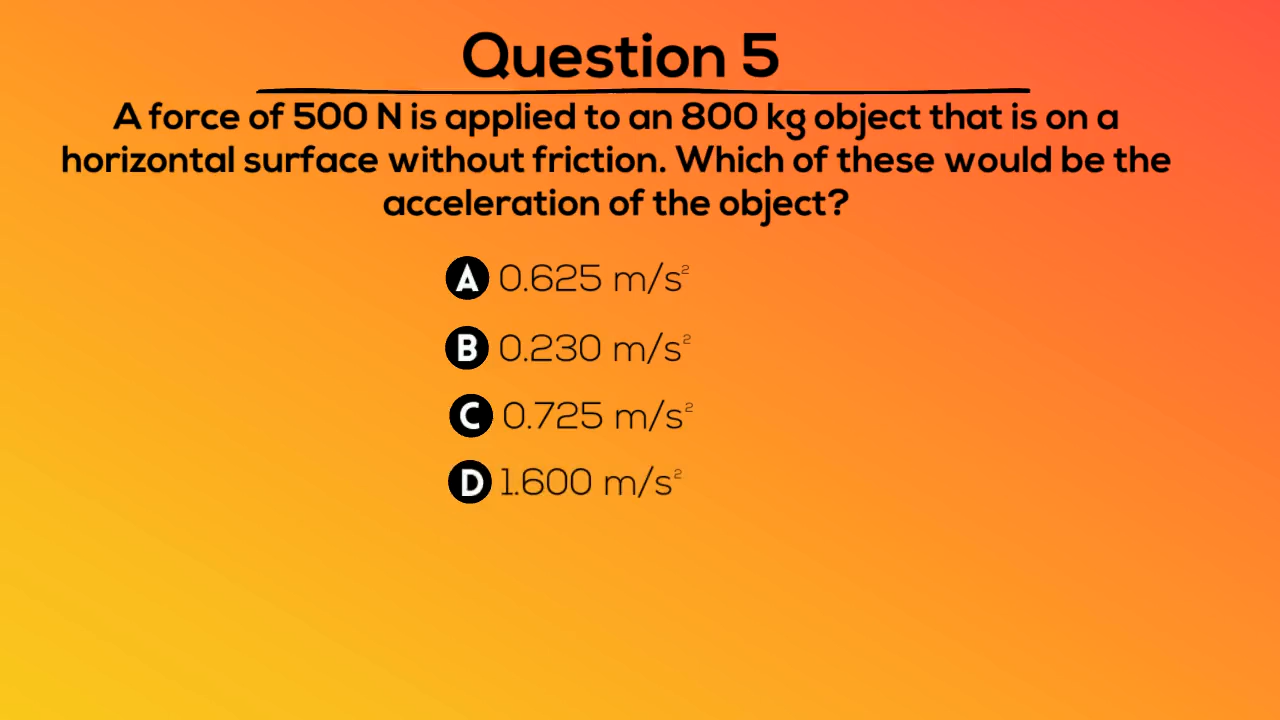 Question 5
A force of 500 N is applied to an 800 kg object that is on a
horizontal surface without friction. Which of these would be the
acceleration of the object?
A 0.625 m/s²
B 0.230 m/s²
C 0.725 m/s²
D 1.600 m/s²